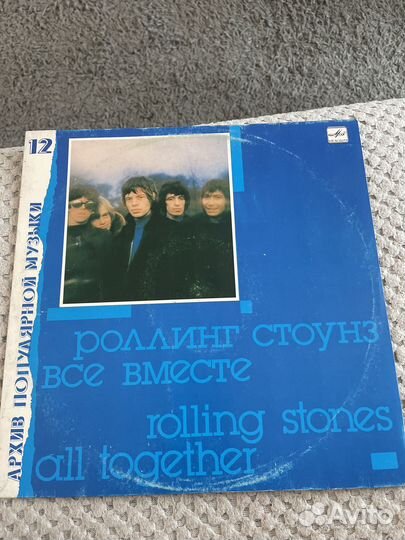 12
АРХИВ ПОПУЛЯРНОЙ МУЗЫКИ
РОЛЛИНГ СТОУНЗ
ВСЕ ВМЕСТЕ
rolling stones
all together
Avito